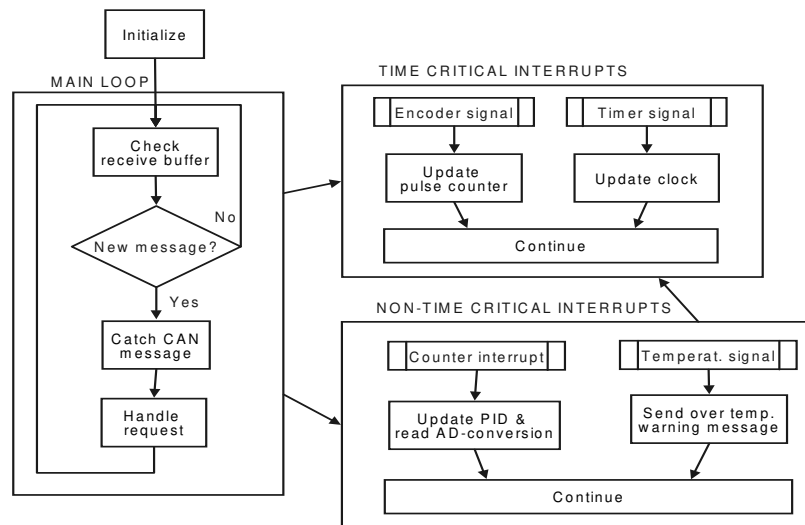 Initialize
MAIN LOOP
Check
receive buffer
No
New message?
Yes
Catch CAN
message
Handle
request
TIME CRITICAL INTERRUPTS
Encoder signal
Timer signal
Update
pulse counter
Update clock
Continue
NON-TIME CRITICAL INTERRUPTS
Counter interrupt
Temperat. signal
Update PID &
read AD-conversion
Send over temp.
warning message
Continue